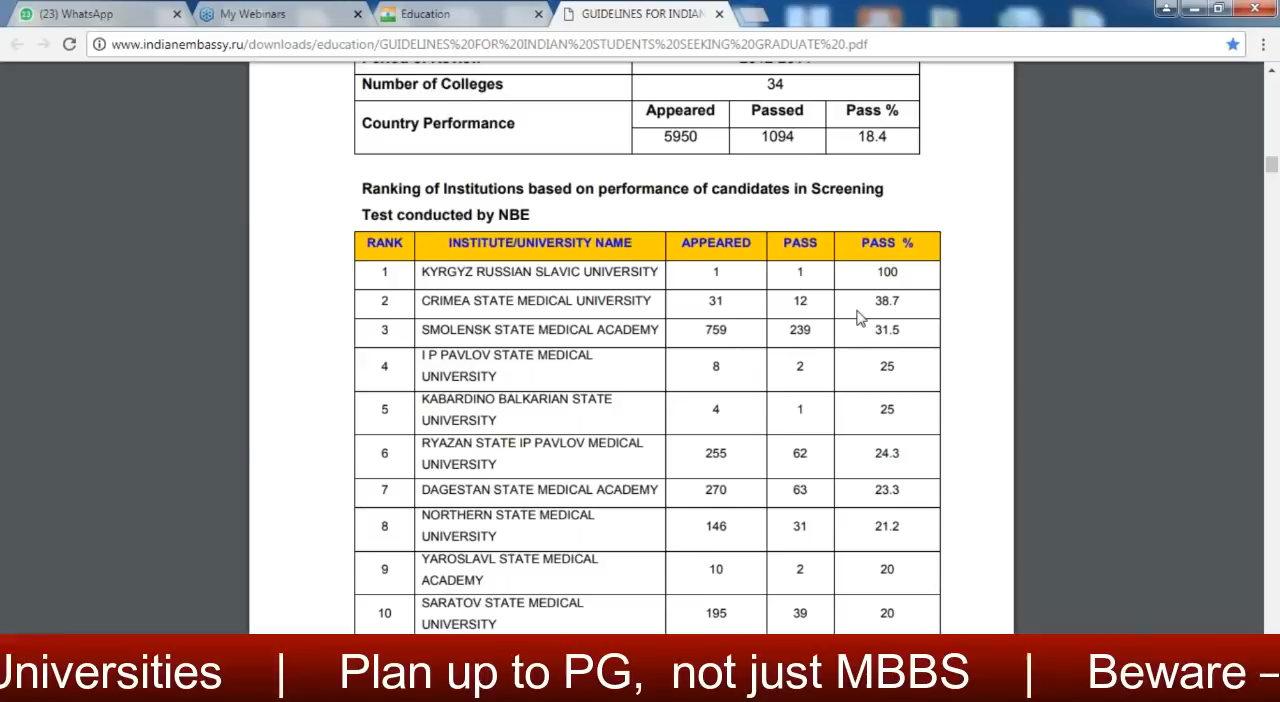 (23) WhatsApp
My Webinars
Education
GUIDELINES FOR INDIAN
www.indianembassy.ru/downloads/education/GUIDELINES%20FOR%20INDIAN%20STUDENTS%20SEEKING%20GRADUATE%20.pdf
Number of Colleges 34
Country Performance Appeared Passed Pass %
5950 1094 18.4
Ranking of Institutions based on performance of candidates in Screening
Test conducted by NBE
RANK INSTITUTE/UNIVERSITY NAME APPEARED PASS PASS %
1 KYRGYZ RUSSIAN SLAVIC UNIVERSITY 1 1 100
2 CRIMEA STATE MEDICAL UNIVERSITY 31 12 38.7
3 SMOLENSK STATE MEDICAL ACADEMY 759 239 31.5
4 I P PAVLOV STATE MEDICAL
UNIVERSITY 8 2 25
5 KABARDINO BALKARIAN STATE
UNIVERSITY 4 1 25
6 RYAZAN STATE IP PAVLOV MEDICAL
UNIVERSITY 255 62 24.3
7 DAGESTAN STATE MEDICAL ACADEMY 270 63 23.3
8 NORTHERN STATE MEDICAL
UNIVERSITY 146 31 21.2
9 YAROSLAVL STATE MEDICAL
ACADEMY 10 2 20
10 SARATOV STATE MEDICAL
UNIVERSITY 195 39 20
Universities | Plan up to PG, not just MBBS | Beware –